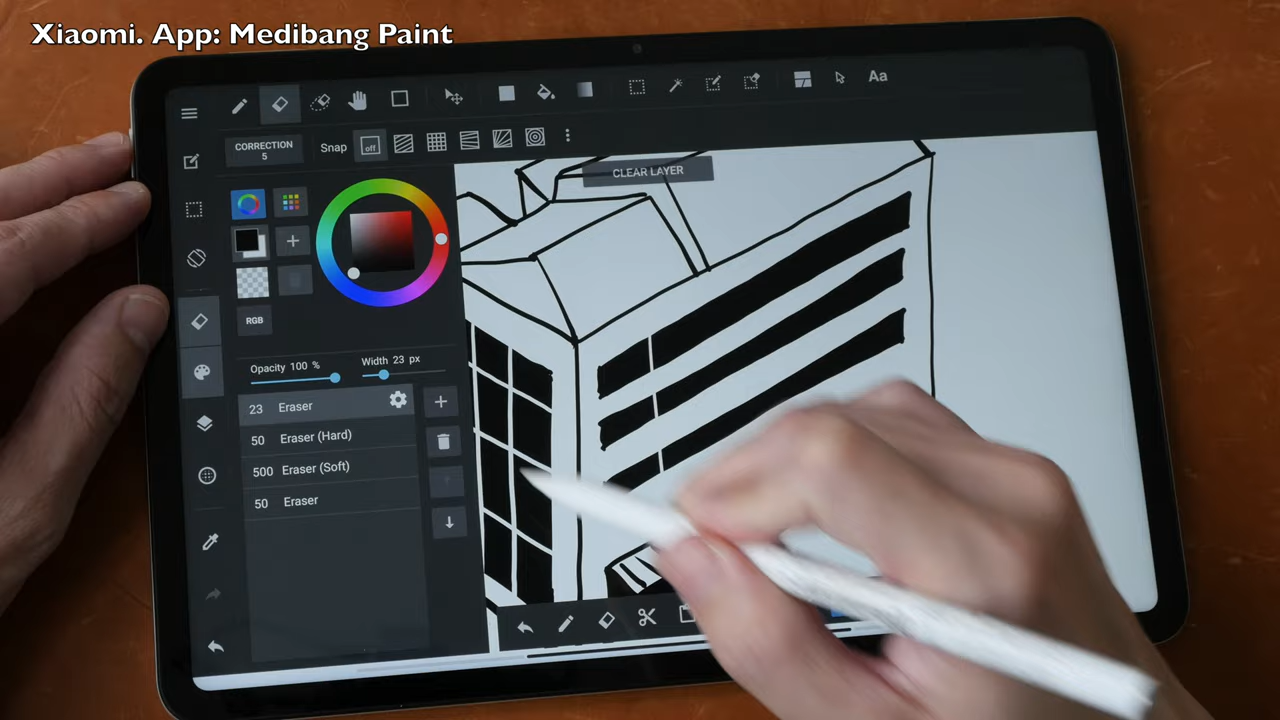 Xiaomi. App: Medibang Paint
Aa
CORRECTION
5
Snap
off
CLEAR LAYER
RGB
Opacity 100 %
Width 23 px
23 Eraser
50 Eraser (Hard)
500 Eraser (Soft)
50 Eraser